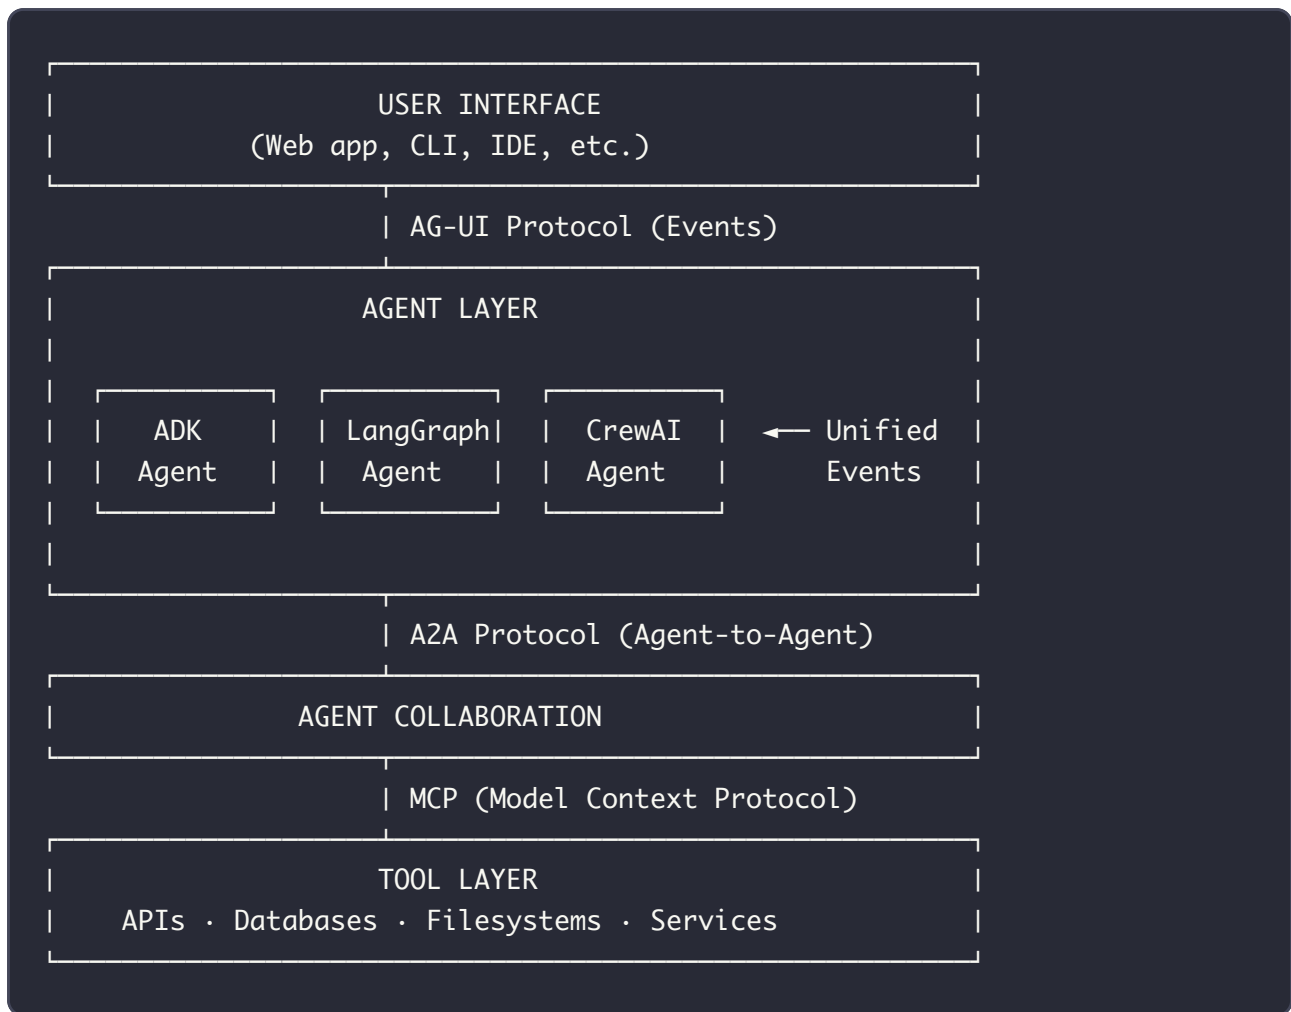 USER INTERFACE
(Web app, CLI, IDE, etc.)
AG-UI Protocol (Events)
AGENT LAYER
ADK LangGraph CrewAI ◄── Unified
Agent Agent Agent Events
A2A Protocol (Agent-to-Agent)
AGENT COLLABORATION
MCP (Model Context Protocol)
TOOL LAYER
APIs · Databases · Filesystems · Services